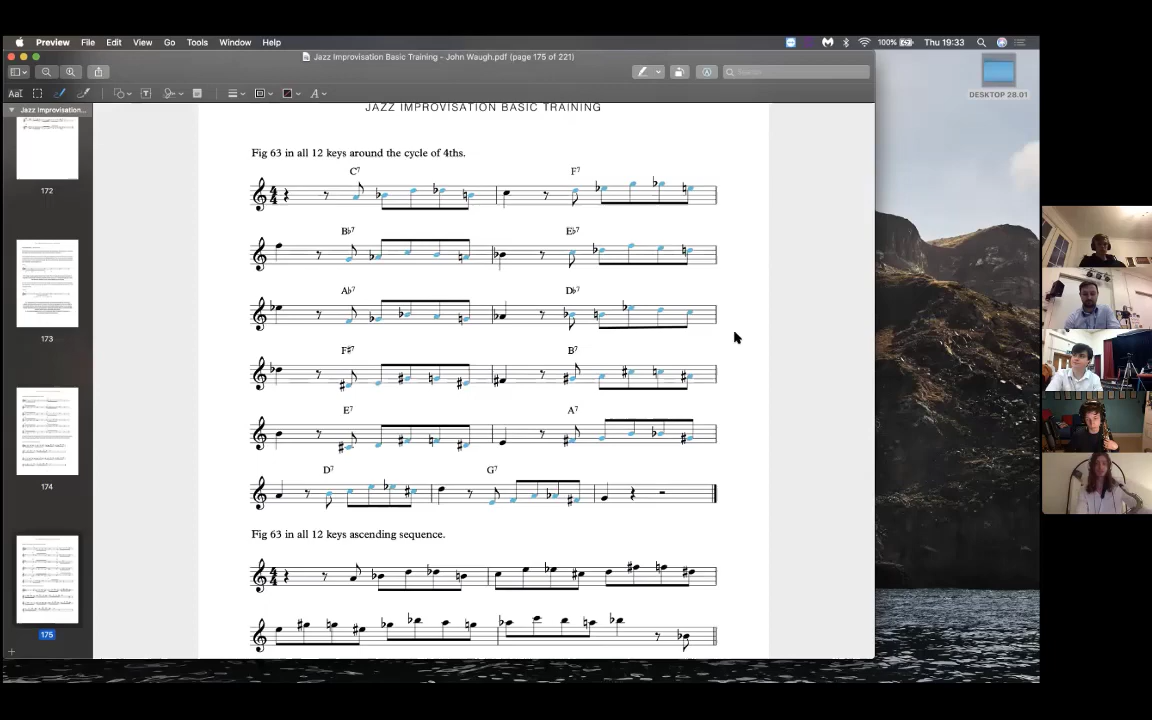 Preview File Edit View Go Tools Window Help 100% Thu 19:33
Jazz Improvisation Basic Training - John Waugh.pdf (page 175 of 221)
Search
Jazz Improvisation...
DESKTOP 28.01
172
173
174
175
JAZZ IMPROVISATION BASIC TRAINING
Fig 63 in all 12 keys around the cycle of 4ths.
C7 F7
B♭7 E♭7
A♭7 D♭7
F♯7 B7
E7 A7
D7 G7
Fig 63 in all 12 keys ascending sequence.